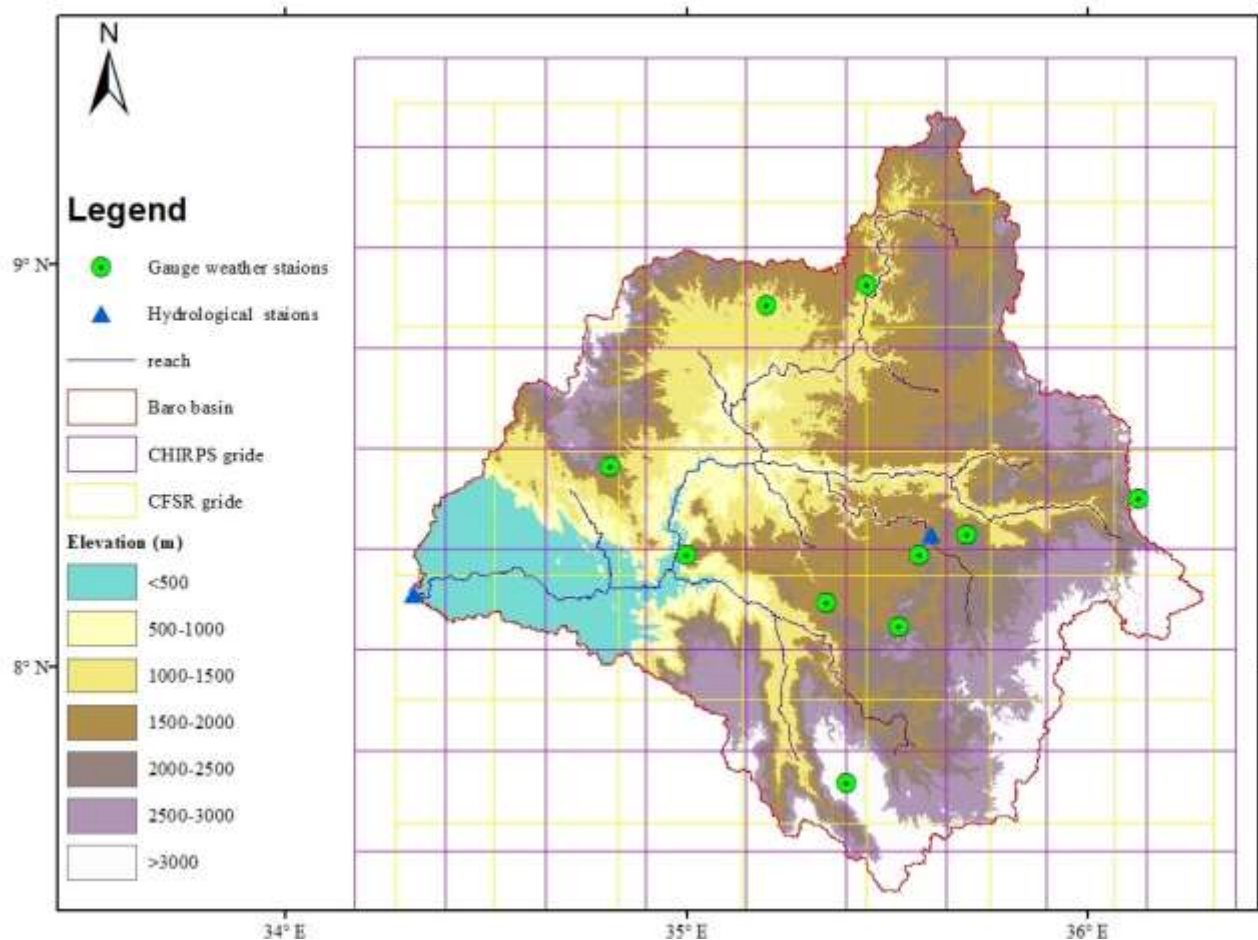 N
Legend
Gauge weather staions
Hydrological staions
reach
Baro basin
CHIRPS gride
CFSR gride
Elevation (m)
<500
500-1000
1000-1500
1500-2000
2000-2500
2500-3000
>3000
9° N
8° N
34° E
35° E
36° E